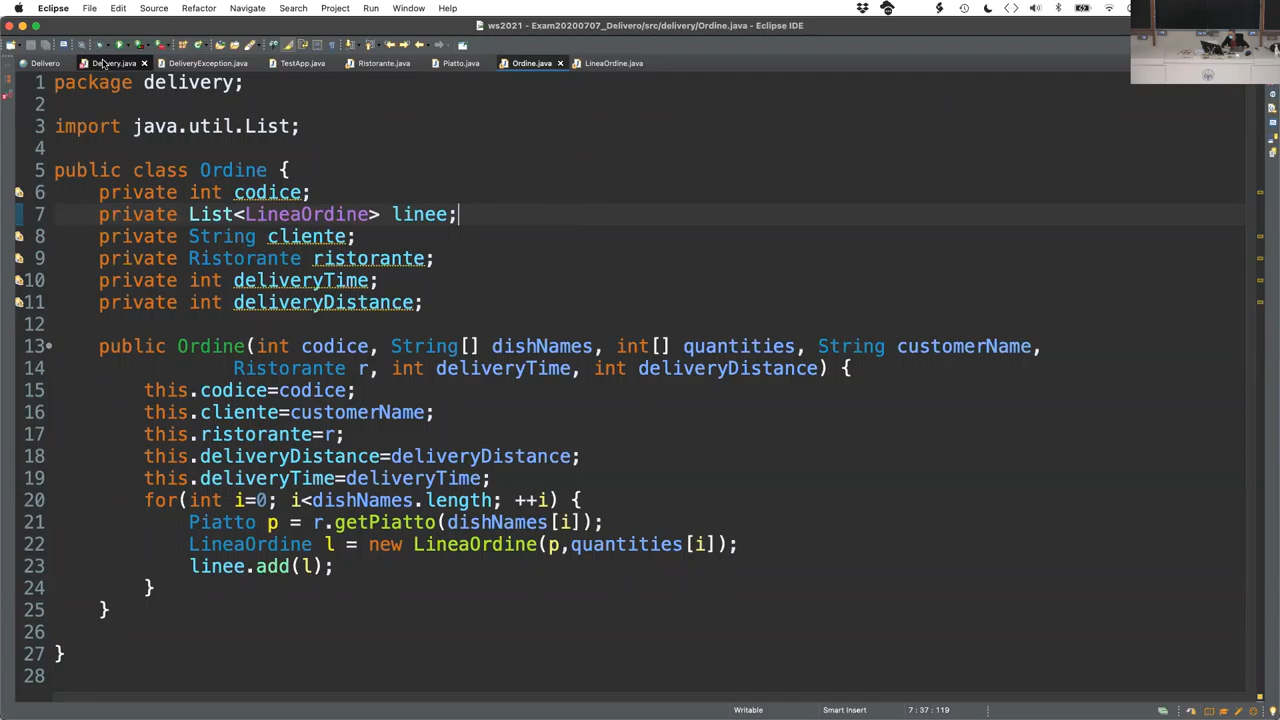 Eclipse File Edit Source Refactor Navigate Search Project Run Window Help
ws2021 - Exam20200707_Delivero/src/delivery/Ordine.java - Eclipse IDE
Delivero Delivery.java DeliveryException.java TestApp.java Ristorante.java Piatto.java Ordine.java LineaOrdine.java
1 package delivery;
2
3 import java.util.List;
4
5 public class Ordine {
6 private int codice;
7 private List<LineaOrdine> linee;
8 private String cliente;
9 private Ristorante ristorante;
10 private int deliveryTime;
11 private int deliveryDistance;
12
13 public Ordine(int codice, String[] dishNames, int[] quantities, String customerName,
14 Ristorante r, int deliveryTime, int deliveryDistance) {
15 this.codice=codice;
16 this.cliente=customerName;
17 this.ristorante=r;
18 this.deliveryDistance=deliveryDistance;
19 this.deliveryTime=deliveryTime;
20 for(int i=0; i<dishNames.length; ++i) {
21 Piatto p = r.getPiatto(dishNames[i]);
22 LineaOrdine l = new LineaOrdine(p,quantities[i]);
23 linee.add(l);
24 }
25 }
26
27 }
28
Writable Smart Insert 7 : 37 : 119